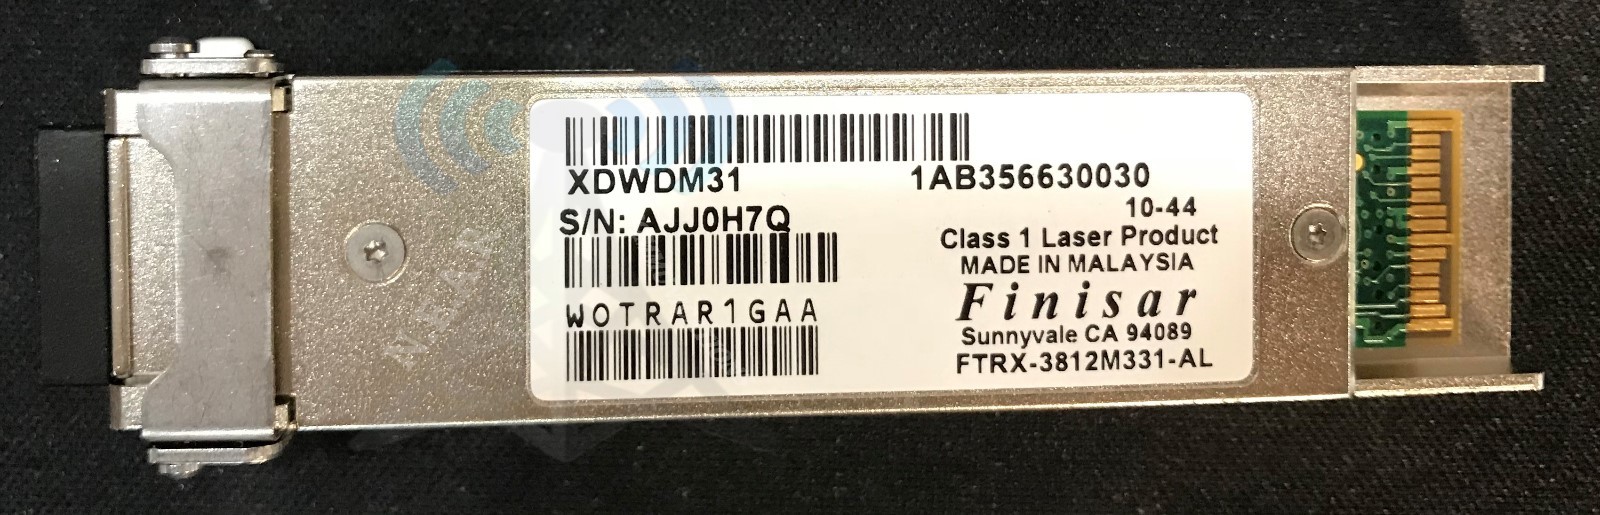 XDWDM31 1AB356630030
10-44
S/N: AJJ0H7Q
Class 1 Laser Product
MADE IN MALAYSIA
WOTRAR1GAA
Finisar
Sunnyvale CA 94089
FTRX-3812M331-AL
NEAR